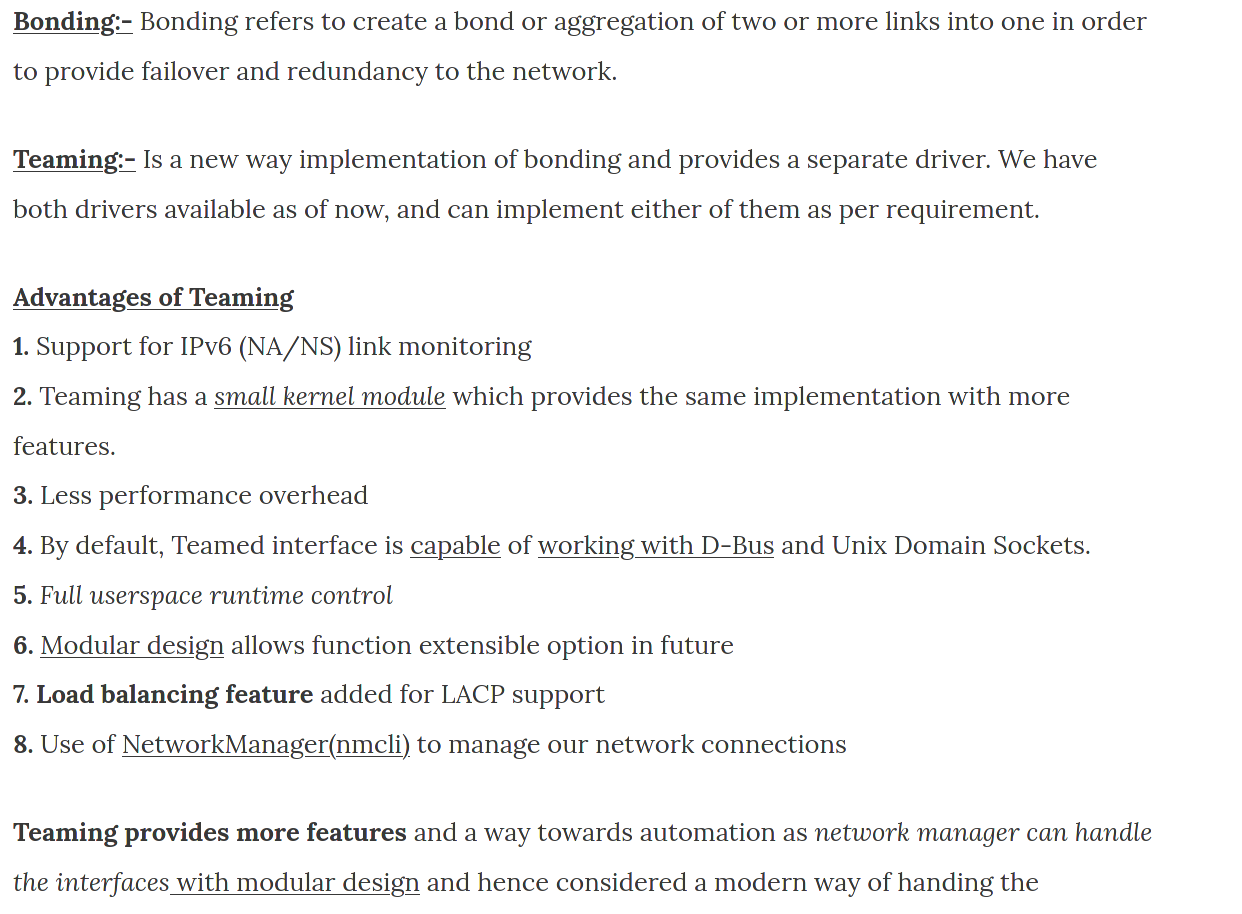 Bonding:- Bonding refers to create a bond or aggregation of two or more links into one in order
to provide failover and redundancy to the network.
Teaming:- Is a new way implementation of bonding and provides a separate driver. We have
both drivers available as of now, and can implement either of them as per requirement.
Advantages of Teaming
1. Support for IPv6 (NA/NS) link monitoring
2. Teaming has a small kernel module which provides the same implementation with more
features.
3. Less performance overhead
4. By default, Teamed interface is capable of working with D-Bus and Unix Domain Sockets.
5. Full userspace runtime control
6. Modular design allows function extensible option in future
7. Load balancing feature added for LACP support
8. Use of NetworkManager(nmcli) to manage our network connections
Teaming provides more features and a way towards automation as network manager can handle
the interfaces with modular design and hence considered a modern way of handing the